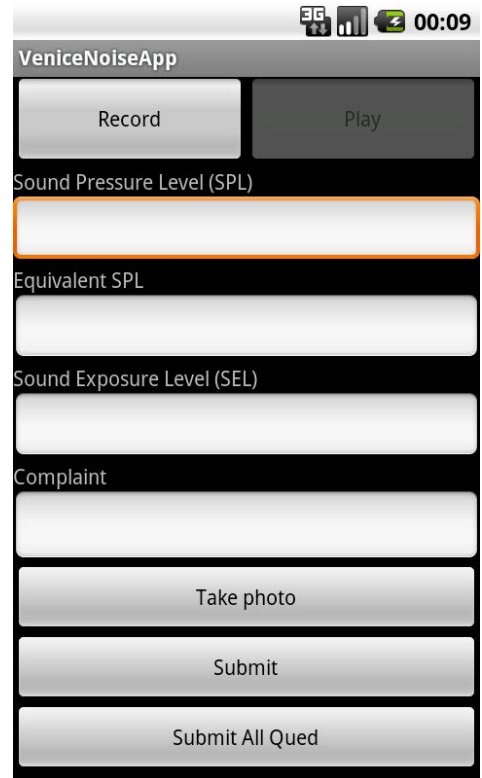 3G 00:09
VeniceNoiseApp
Record Play
Sound Pressure Level (SPL)
Equivalent SPL
Sound Exposure Level (SEL)
Complaint
Take photo
Submit
Submit All Qued